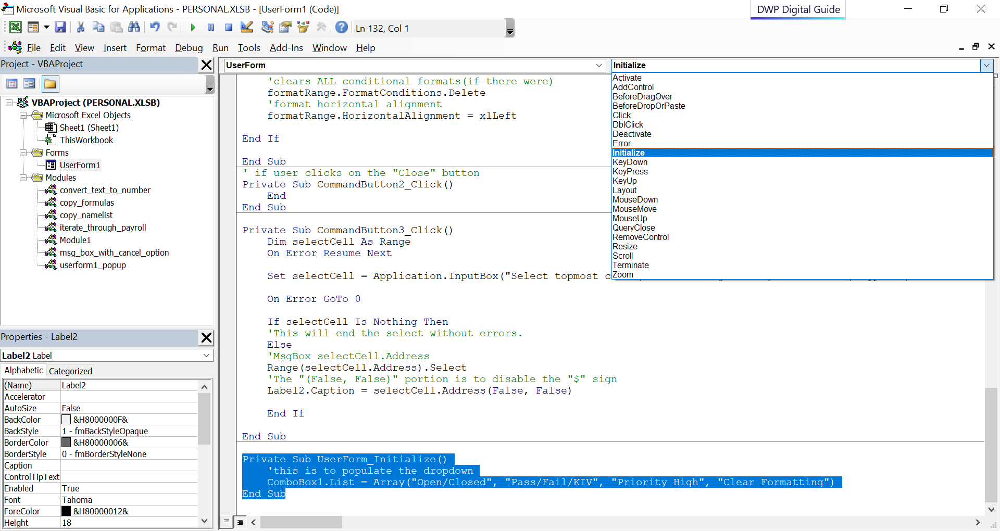 Microsoft Visual Basic for Applications - PERSONAL.XLSB - [UserForm1 (Code)]
DWP Digital Guide
Ln 132, Col 1
File Edit View Insert Format Debug Run Tools Add-Ins Window Help
Project - VBAProject
VBAProject (PERSONAL.XLSB)
Microsoft Excel Objects
Sheet1 (Sheet1)
ThisWorkbook
Forms
UserForm1
Modules
convert_text_to_number
copy_formulas
copy_namelist
iterate_through_payroll
Module1
msg_box_with_cancel_option
userform1_popup
Properties - Label2
Label2 Label
Alphabetic Categorized
(Name) Label2
Accelerator
AutoSize False
BackColor &H8000000F&
BackStyle 1 - fmBackStyleOpaque
BorderColor &H80000006&
BorderStyle 0 - fmBorderStyleNone
Caption
ControlTipText
Enabled True
Font Tahoma
ForeColor &H80000012&
Height 18
UserForm
Initialize
'clears ALL conditional formats(if there were)
formatRange.FormatConditions.Delete
'format horizontal alignment
formatRange.HorizontalAlignment = xlLeft
End If
End Sub
' if user clicks on the "Close" button
Private Sub CommandButton2_Click()
End
End Sub
Private Sub CommandButton3_Click()
Dim selectCell As Range
On Error Resume Next
Set selectCell = Application.InputBox("Select topmost c
On Error GoTo 0
If selectCell Is Nothing Then
'This will end the select without errors.
Else
'MsgBox selectCell.Address
Range(selectCell.Address).Select
'The "(False, False)" portion is to disable the "$" sign
Label2.Caption = selectCell.Address(False, False)
End If
End Sub
Private Sub UserForm_Initialize()
'this is to populate the dropdown
ComboBox1.List = Array("Open/Closed", "Pass/Fail/KIV", "Priority High", "Clear Formatting")
End Sub
Activate
AddControl
BeforeDragOver
BeforeDropOrPaste
Click
DblClick
Deactivate
Error
Initialize
KeyDown
KeyPress
KeyUp
Layout
MouseDown
MouseMove
MouseUp
QueryClose
RemoveControl
Resize
Scroll
Terminate
Zoom